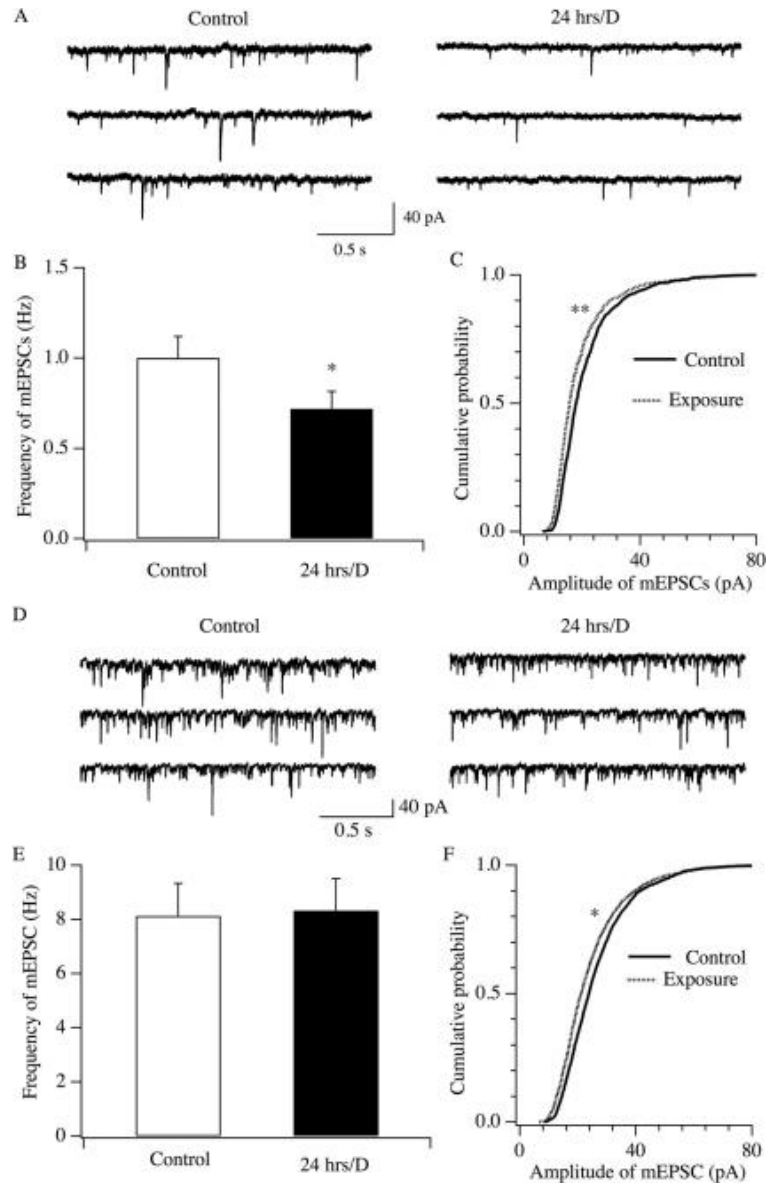 A
Control
24 hrs/D
40 pA
0.5 s
B
Frequency of mEPSCs (Hz)
1.5
1.0
0.5
0.0
*
Control
24 hrs/D
C
Cumulative probability
1.0
0.5
0.0
**
Control
Exposure
0
40
80
Amplitude of mEPSCs (pA)
D
Control
24 hrs/D
40 pA
0.5 s
E
Frequency of mEPSC (Hz)
10
8
6
4
2
0
Control
24 hrs/D
F
Cumulative probability
1.0
0.5
0.0
*
Control
Exposure
0
40
80
Amplitude of mEPSC (pA)